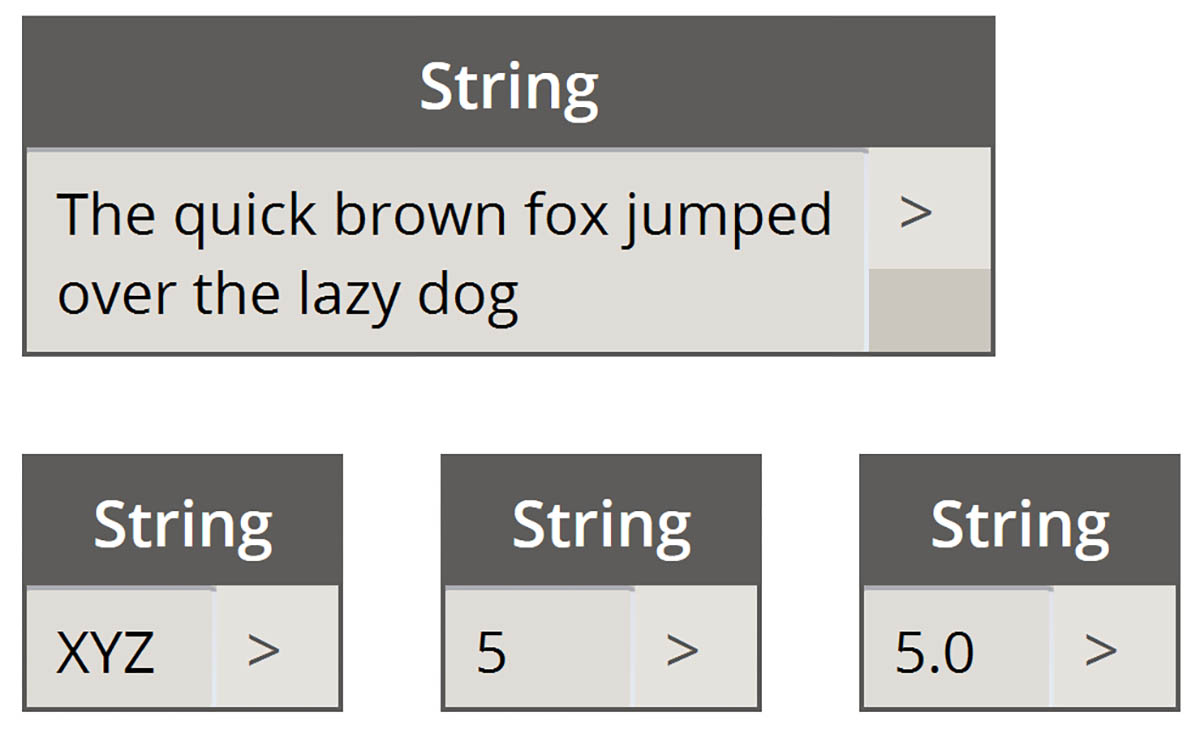 String
The quick brown fox jumped
over the lazy dog
>
String
XYZ
>
String
5
>
String
5.0
>